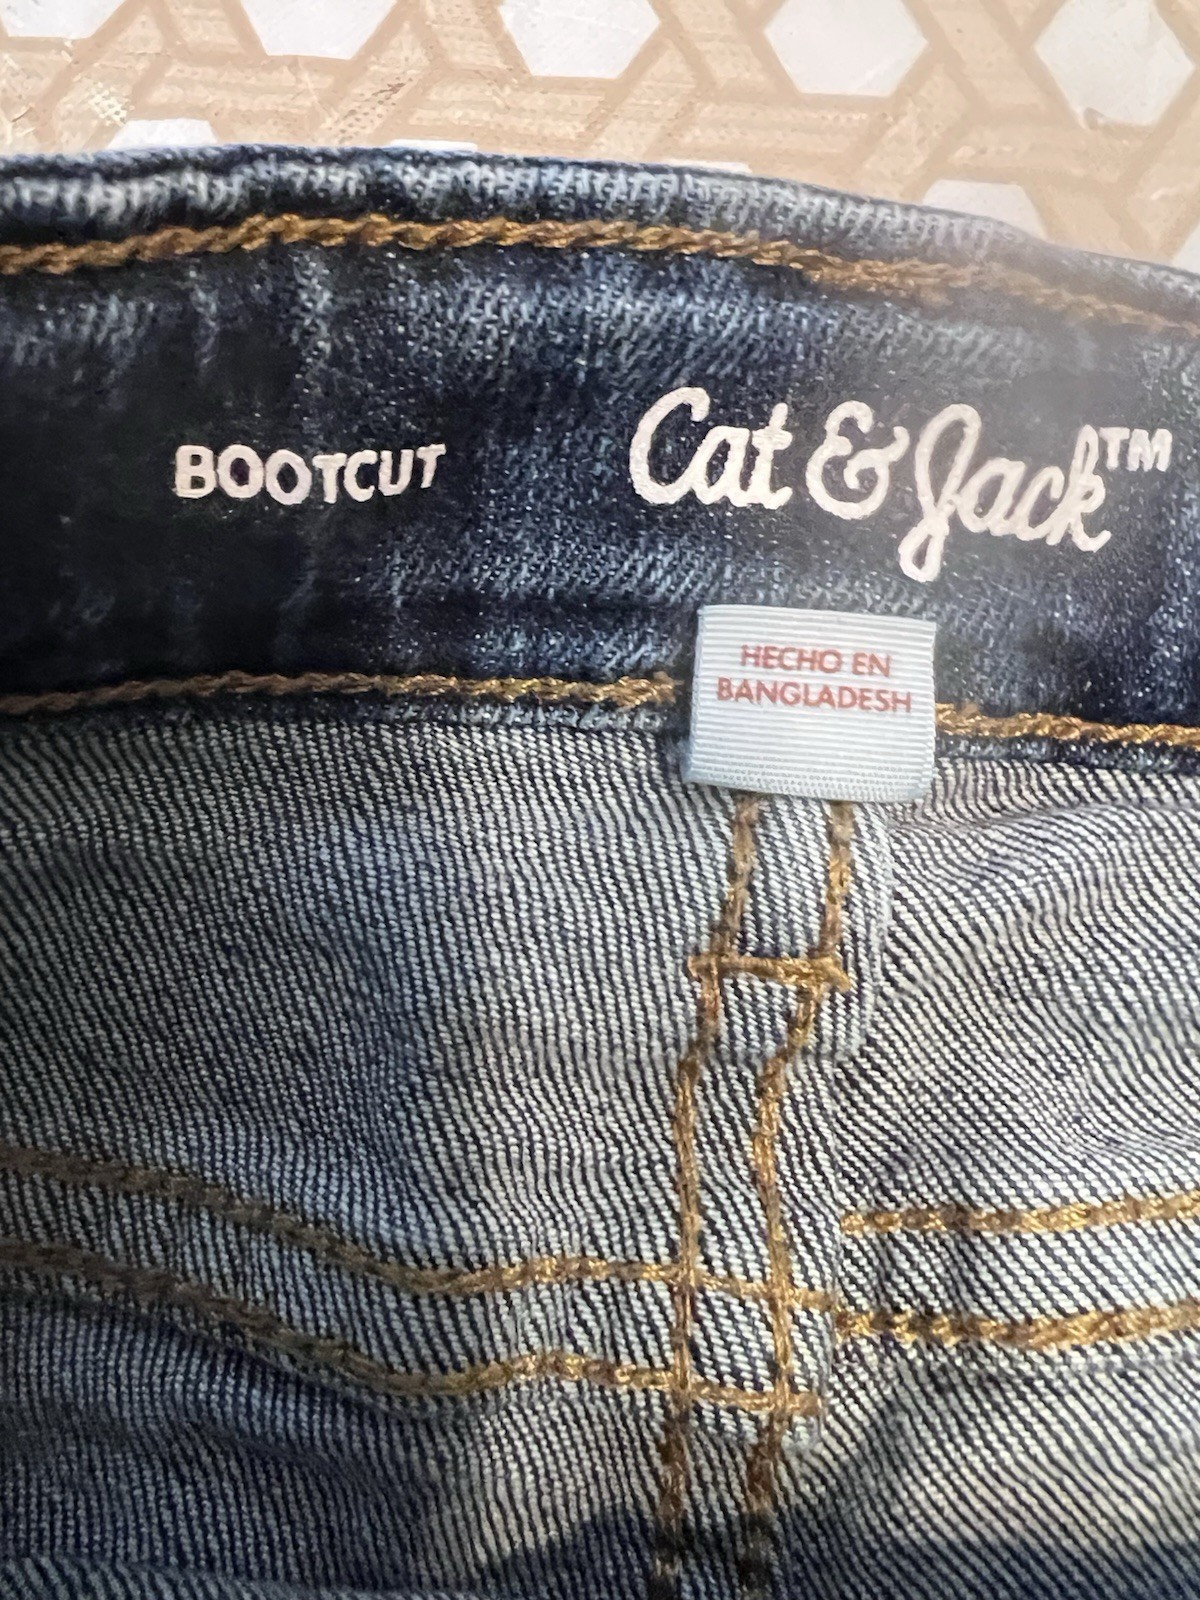 BOOTCUT
Cat & Jack™
HECHO EN
BANGLADESH